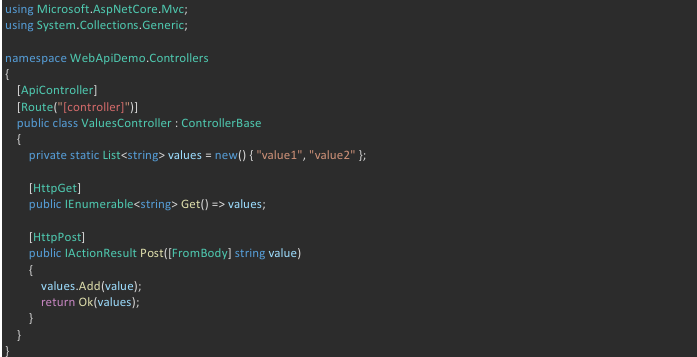 using Microsoft.AspNetCore.Mvc;
using System.Collections.Generic;

namespace WebApiDemo.Controllers
{
    [ApiController]
    [Route("[controller]")]
    public class ValuesController : ControllerBase
    {
        private static List<string> values = new() { "value1", "value2" };

        [HttpGet]
        public IEnumerable<string> Get() => values;

        [HttpPost]
        public IActionResult Post([FromBody] string value)
        {
            values.Add(value);
            return Ok(values);
        }
    }
}